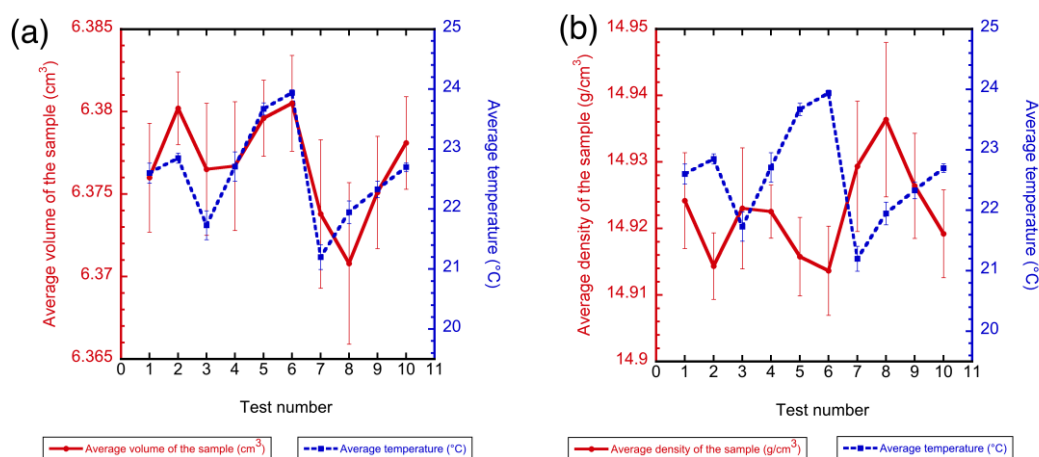 (a)
6.385
6.38
6.375
6.37
6.365
Average volume of the sample (cm³)
25
24
23
22
21
20
Average temperature (°C)
0 1 2 3 4 5 6 7 8 9 10 11
Test number
Average volume of the sample (cm³)
Average temperature (°C)
(b)
14.95
14.94
14.93
14.92
14.91
14.9
Average density of the sample (g/cm³)
25
24
23
22
21
20
Average temperature (°C)
0 1 2 3 4 5 6 7 8 9 10 11
Test number
Average density of the sample (g/cm³)
Average temperature (°C)